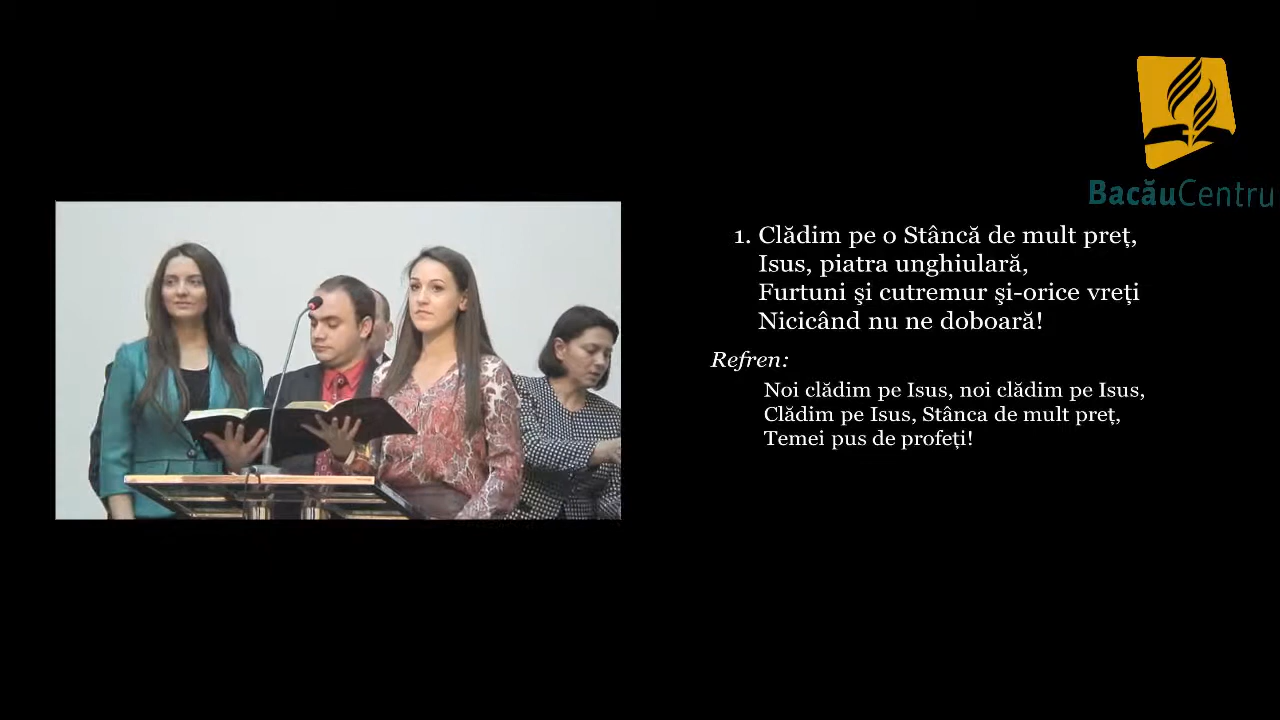 BacăuCentru
1. Clădim pe o Stâncă de mult preț,
Isus, piatra unghiulară,
Furtuni şi cutremur şi-orice vreți
Nicicând nu ne doboară!
Refren:
Noi clădim pe Isus, noi clădim pe Isus,
Clădim pe Isus, Stânca de mult preț,
Temei pus de profeți!